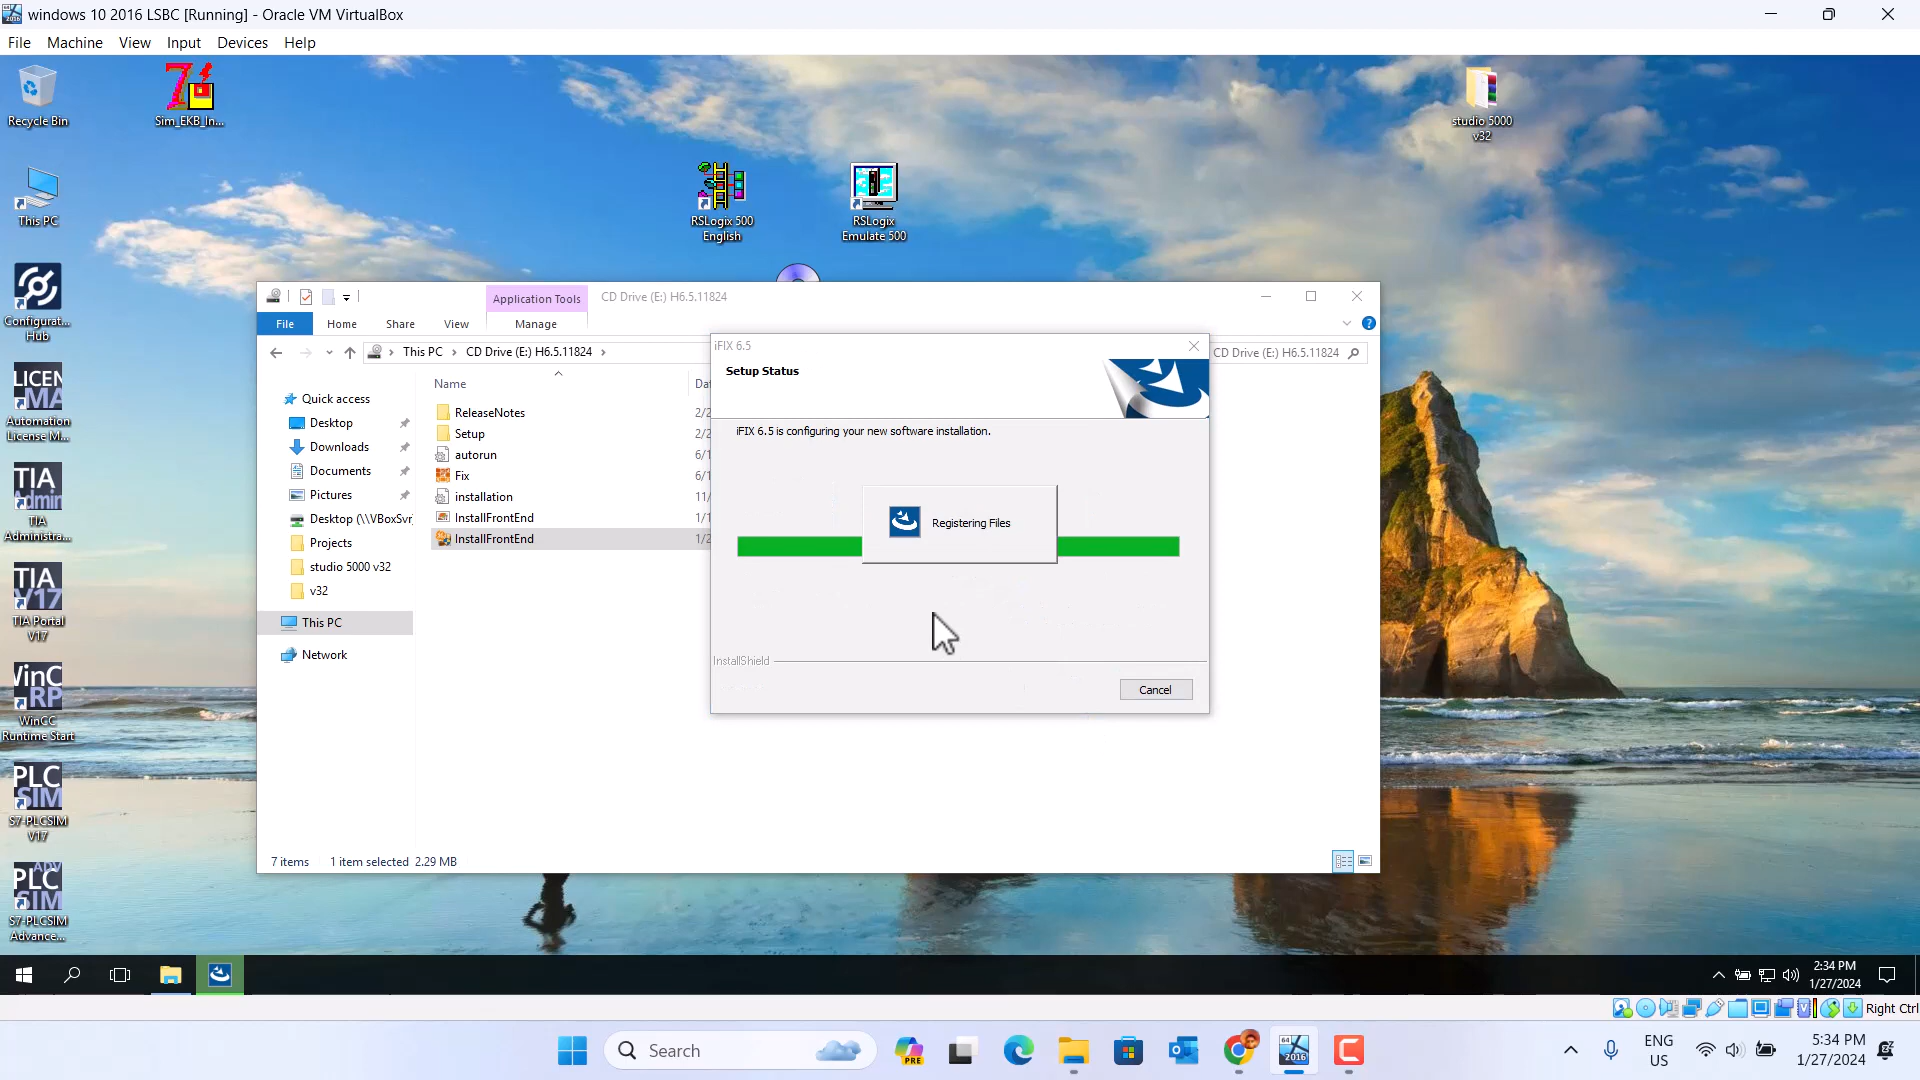 windows 10 2016 LSBC [Running] - Oracle VM VirtualBox
File Machine View Input Devices Help
Recycle Bin
Sim_EKB_In...
studio 5000
v32
This PC
RSLogix 500
English
RSLogix
Emulate 500
Configurat...
Hub
Application Tools
CD Drive (E:) H6.5.11824
File Home Share View Manage
This PC > CD Drive (E:) H6.5.11824 >
CD Drive (E:) H6.5.11824
Name
Quick access
Desktop
Downloads
Documents
Pictures
Desktop (\\VBoxSvr
Projects
studio 5000 v32
v32
This PC
Network
ReleaseNotes 2/2
Setup 2/2
autorun 6/1
Fix 6/1
installation 11/
InstallFrontEnd 1/1
InstallFrontEnd 1/2
iFIX 6.5
Setup Status
iFIX 6.5 is configuring your new software installation.
Registering Files
InstallShield
Cancel
7 items 1 item selected 2.29 MB
LICEN
MA
Automation
License M...
TIA
Admin
TIA
Administra...
TIA
V17
TIA Portal
V17
WinC
RP
WinCC
Runtime Start
PLC
SIM
S7-PLCSIM
V17
ADV
PLC
SIM
S7-PLCSIM
Advance...
2:34 PM
1/27/2024
Right Ctrl
Search
PRE
64
2016
ENG
US
5:34 PM
1/27/2024